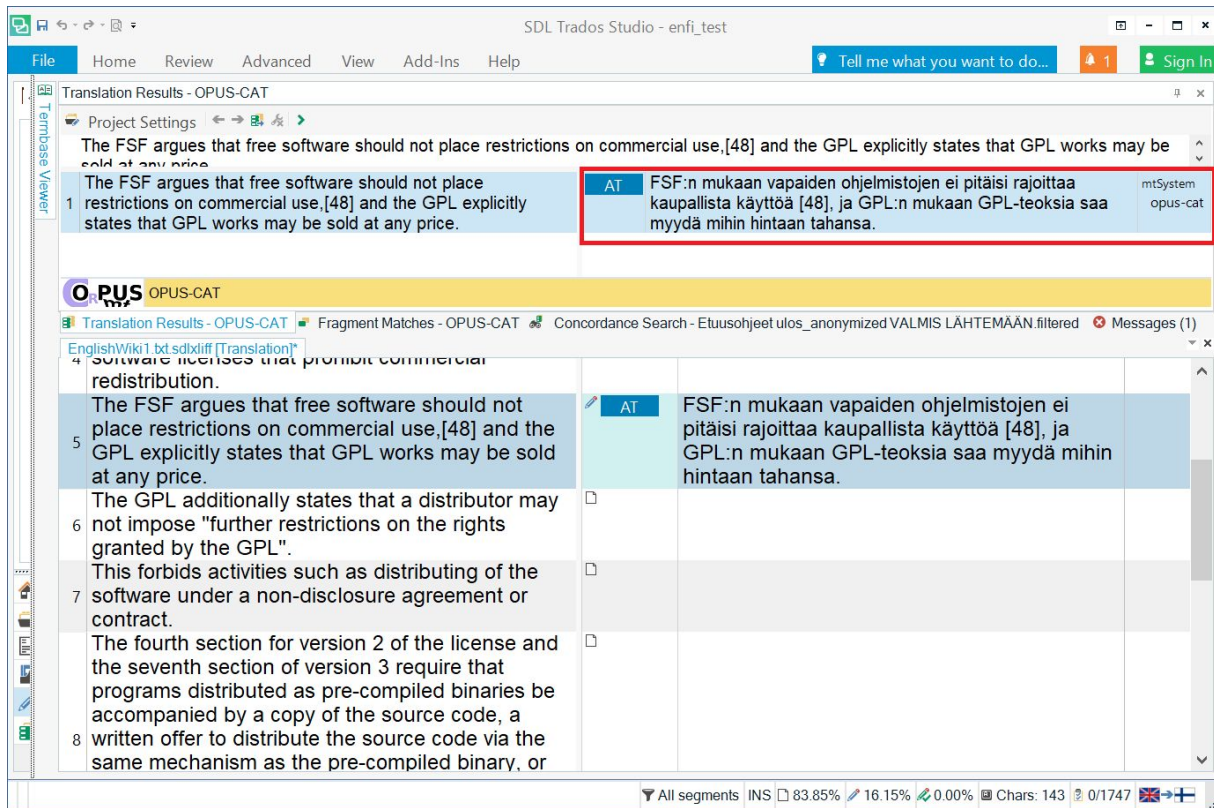 SDL Trados Studio - enfi_test
File Home Review Advanced View Add-Ins Help Tell me what you want to do... 1 Sign In
Termbase Viewer
Translation Results - OPUS-CAT
Project Settings
The FSF argues that free software should not place restrictions on commercial use,[48] and the GPL explicitly states that GPL works may be
sold at any price.
1
The FSF argues that free software should not place
restrictions on commercial use,[48] and the GPL explicitly
states that GPL works may be sold at any price.
AT
FSF:n mukaan vapaiden ohjelmistojen ei pitäisi rajoittaa
kaupallista käyttöä [48], ja GPL:n mukaan GPL-teoksia saa
myydä mihin hintaan tahansa.
mtSystem
opus-cat
OPUS-CAT
Translation Results - OPUS-CAT Fragment Matches - OPUS-CAT Concordance Search - Etuusohjeet ulos_anonymized VALMIS LÄHTEMÄÄN.filtered Messages (1)
EnglishWiki1.txt.sdlxliff [Translation]*
4 software licenses that prohibit commercial
redistribution.
5
The FSF argues that free software should not
place restrictions on commercial use,[48] and the
GPL explicitly states that GPL works may be sold
at any price.
AT
FSF:n mukaan vapaiden ohjelmistojen ei
pitäisi rajoittaa kaupallista käyttöä [48], ja
GPL:n mukaan GPL-teoksia saa myydä mihin
hintaan tahansa.
6
The GPL additionally states that a distributor may
not impose "further restrictions on the rights
granted by the GPL".
7
This forbids activities such as distributing of the
software under a non-disclosure agreement or
contract.
8
The fourth section for version 2 of the license and
the seventh section of version 3 require that
programs distributed as pre-compiled binaries be
accompanied by a copy of the source code, a
written offer to distribute the source code via the
same mechanism as the pre-compiled binary, or
All segments INS 83.85% 16.15% 0.00% Chars: 143 0/1747